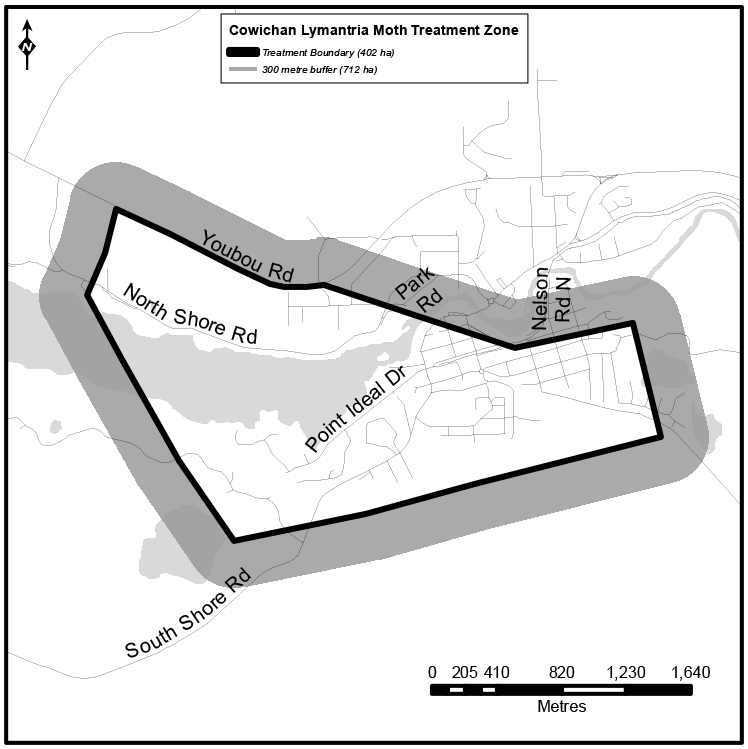 Cowichan Lymantria Moth Treatment Zone
Treatment Boundary (402 ha)
300 metre buffer (712 ha)
N
Youbou Rd
North Shore Rd
Park
Rd
Nelson
Rd N
Point Ideal Dr
South Shore Rd
0 205 410 820 1,230 1,640
Metres